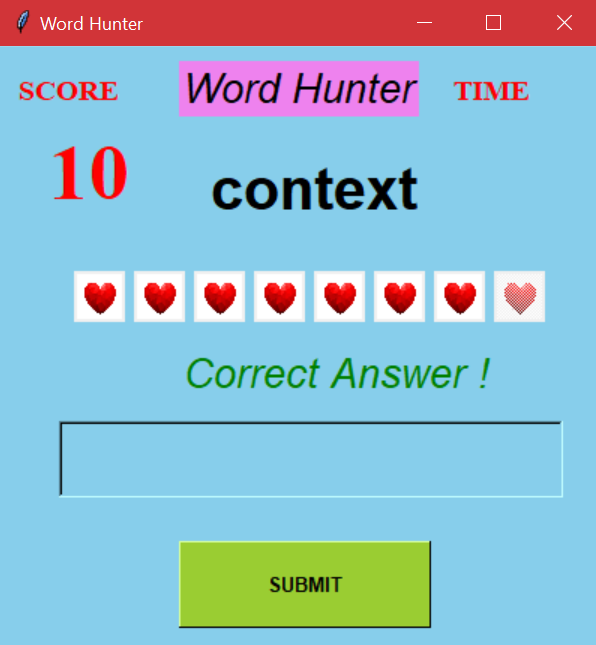 Word Hunter
SCORE Word Hunter TIME
10 context
Correct Answer !
SUBMIT